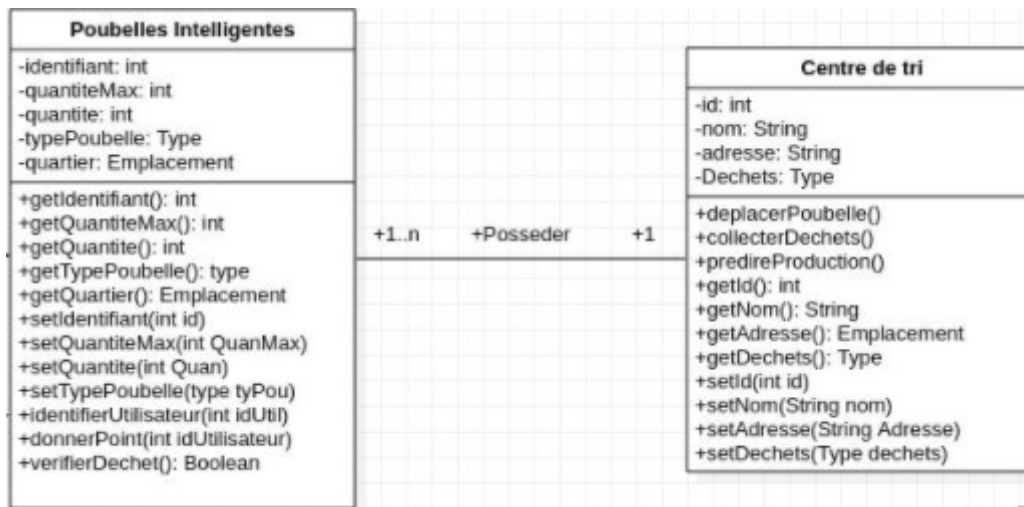 Poubelles Intelligentes
-identifiant: int
-quantiteMax: int
-quantite: int
-typePoubelle: Type
-quartier: Emplacement
+getIdentifiant(): int
+getQuantiteMax(): int
+getQuantite(): int
+getTypePoubelle(): type
+getQuartier(): Emplacement
+setIdentifiant(int id)
+setQuantiteMax(int QuanMax)
+setQuantite(int Quan)
+setTypePoubelle(type tyPou)
+identifierUtilisateur(int idUtil)
+donnerPoint(int idUtilisateur)
+verifierDechet(): Boolean
+1..n +Posseder +1
Centre de tri
-id: int
-nom: String
-adresse: String
-Dechets: Type
+deplacerPoubelle()
+collecterDechets()
+predireProduction()
+getId(): int
+getNom(): String
+getAdresse(): Emplacement
+getDechets(): Type
+setId(int id)
+setNom(String nom)
+setAdresse(String Adresse)
+setDechets(Type dechets)